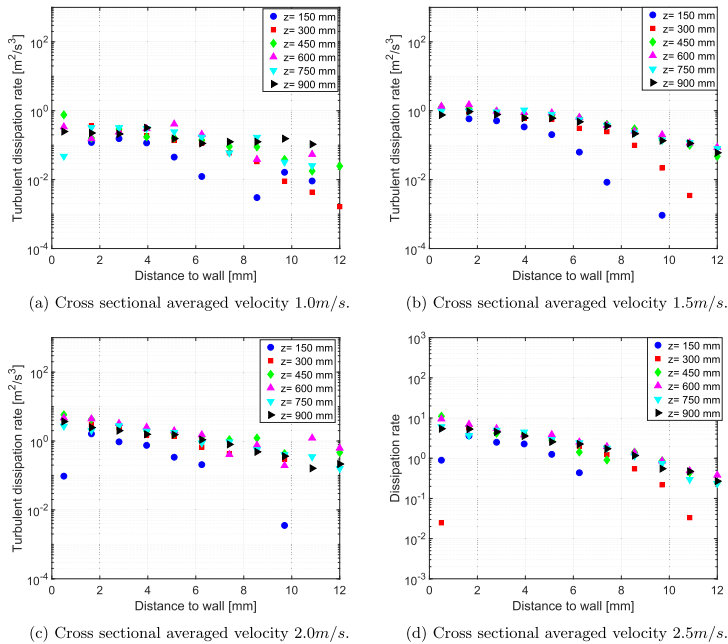 z= 150 mm
z= 300 mm
z= 450 mm
z= 600 mm
z= 750 mm
z= 900 mm
Turbulent dissipation rate [m²/s³]
10²
10⁰
10⁻²
10⁻⁴
0 2 4 6 8 10 12
Distance to wall [mm]
(a) Cross sectional averaged velocity 1.0m/s.
z= 150 mm
z= 300 mm
z= 450 mm
z= 600 mm
z= 750 mm
z= 900 mm
Turbulent dissipation rate [m²/s³]
10²
10⁰
10⁻²
10⁻⁴
0 2 4 6 8 10 12
Distance to wall [mm]
(b) Cross sectional averaged velocity 1.5m/s.
z= 150 mm
z= 300 mm
z= 450 mm
z= 600 mm
z= 750 mm
z= 900 mm
Turbulent dissipation rate [m²/s³]
10²
10⁰
10⁻²
10⁻⁴
0 2 4 6 8 10 12
Distance to wall [mm]
(c) Cross sectional averaged velocity 2.0m/s.
z= 150 mm
z= 300 mm
z= 450 mm
z= 600 mm
z= 750 mm
z= 900 mm
Dissipation rate
10³
10²
10¹
10⁰
10⁻¹
10⁻²
10⁻³
0 2 4 6 8 10 12
Distance to wall [mm]
(d) Cross sectional averaged velocity 2.5m/s.